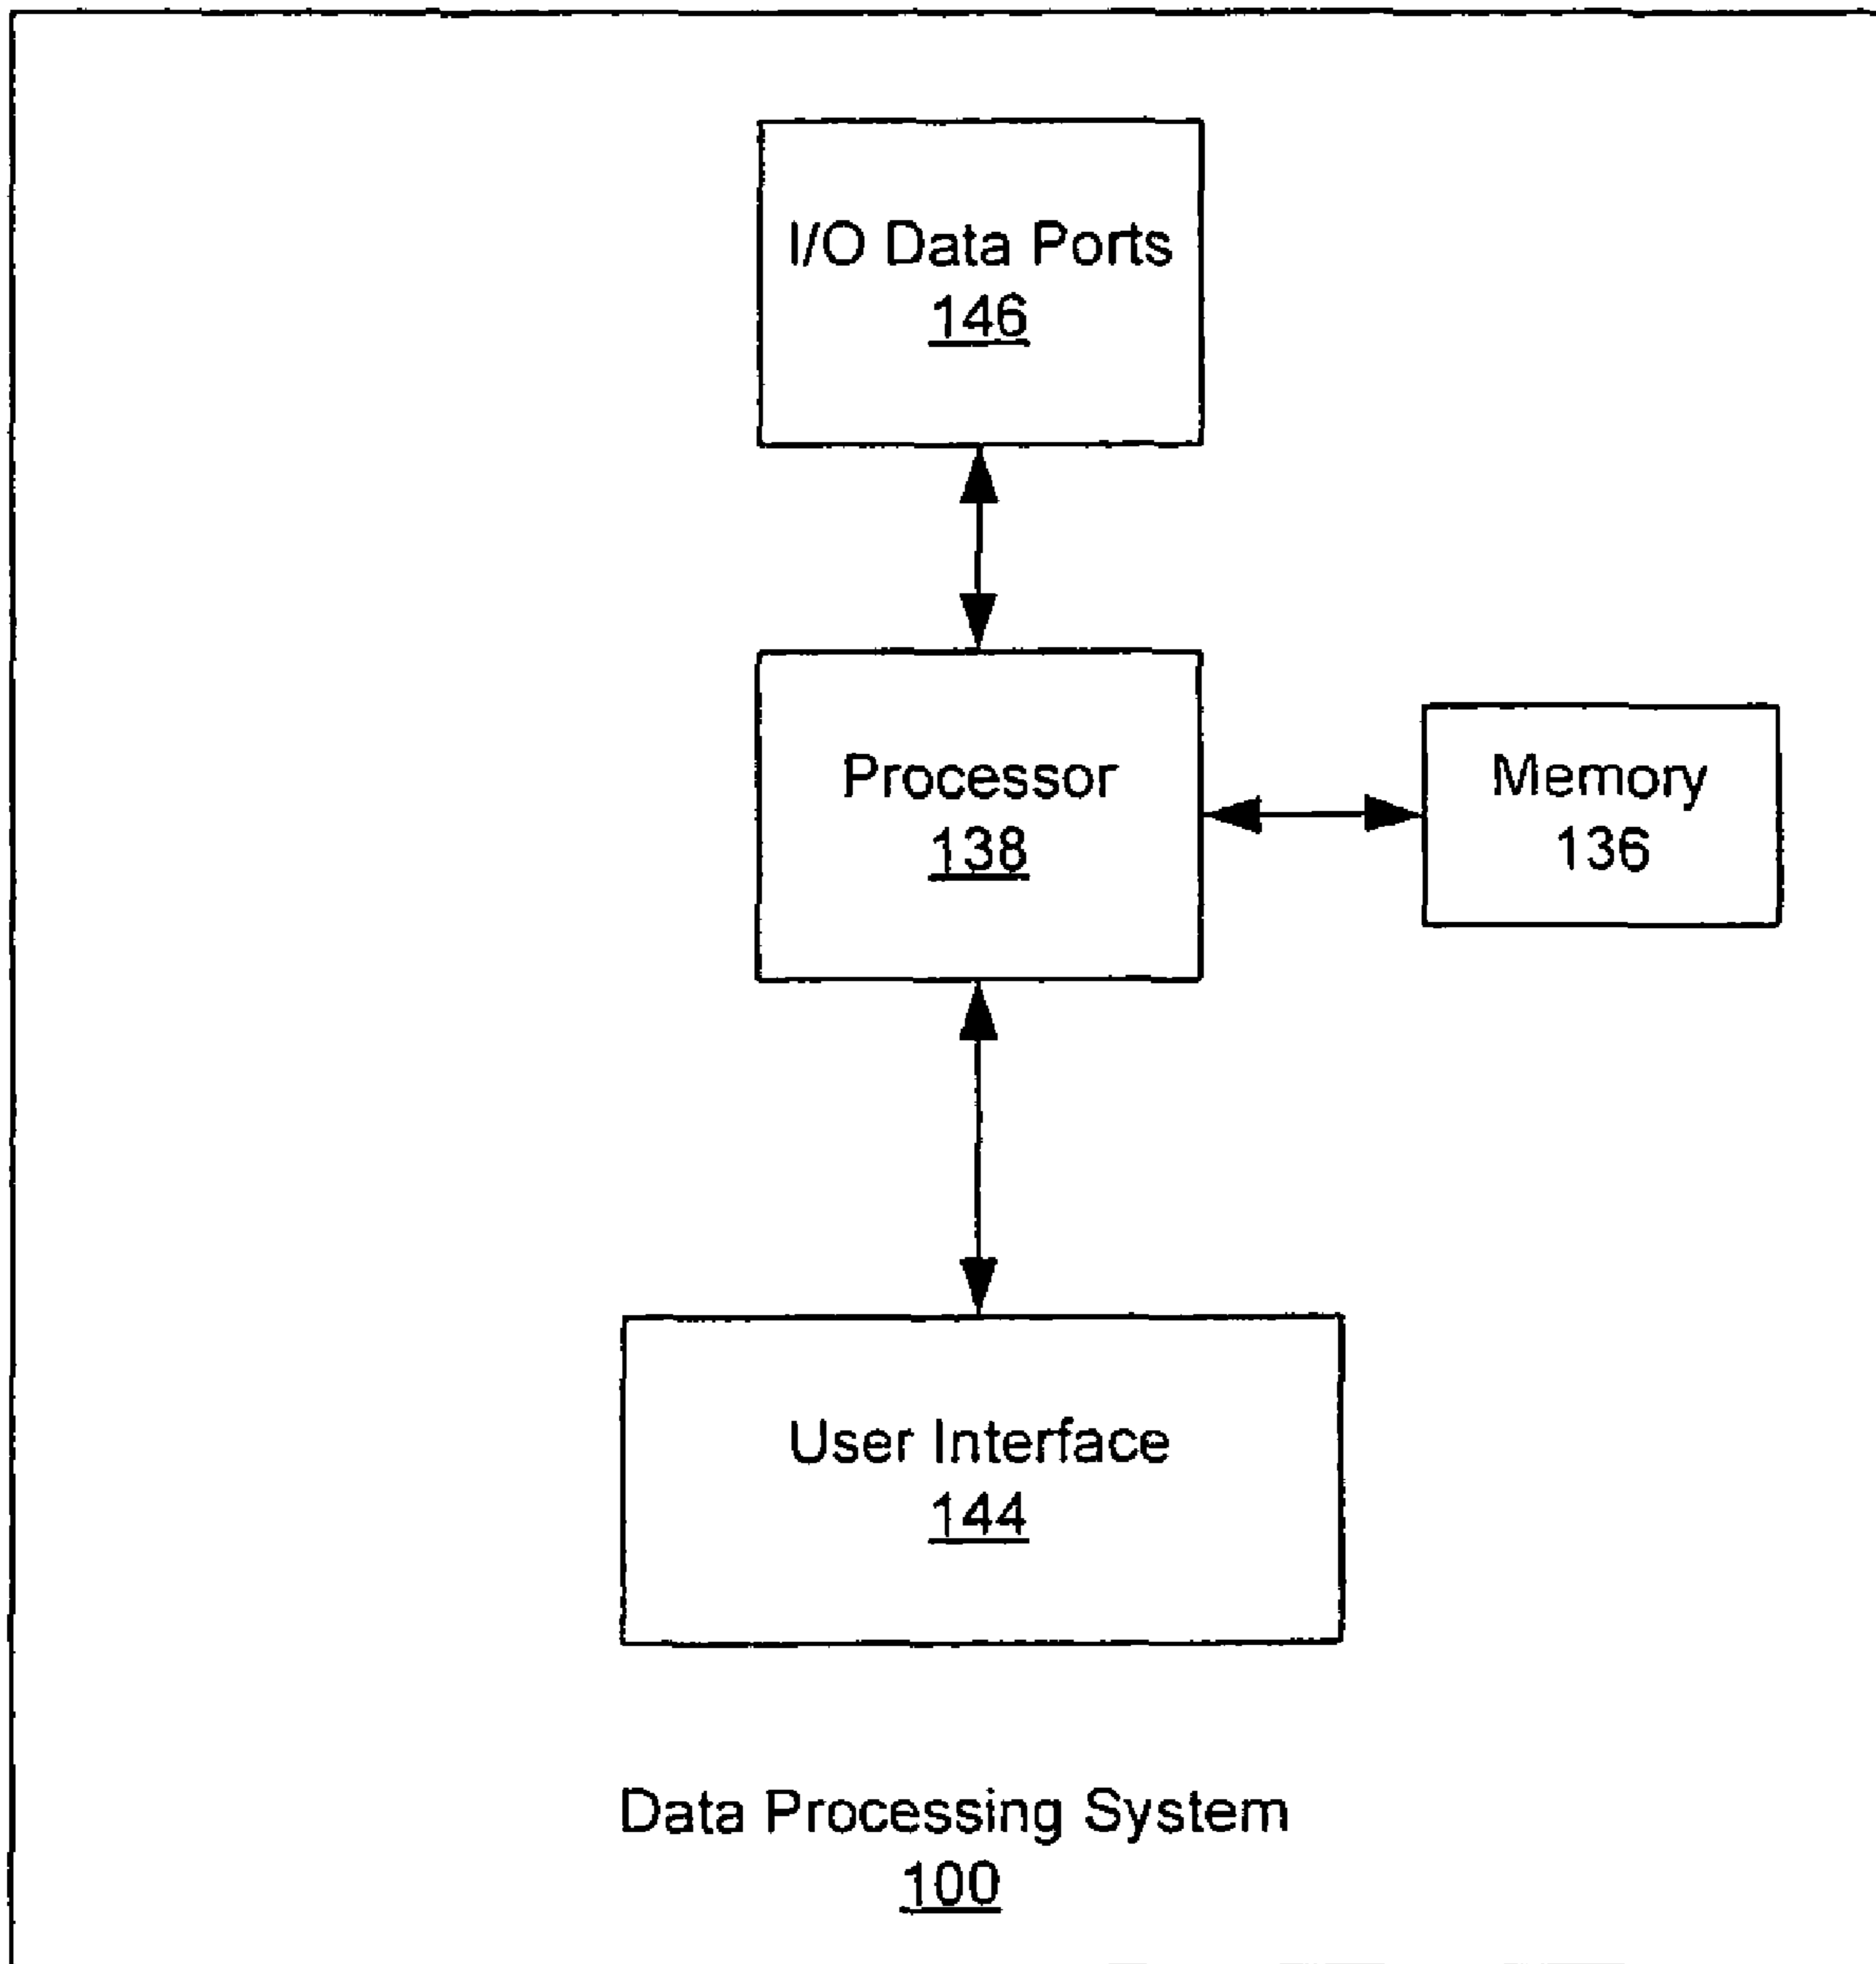 I/O Data Ports
146
Processor
138
Memory
136
User Interface
144
Data Processing System
100